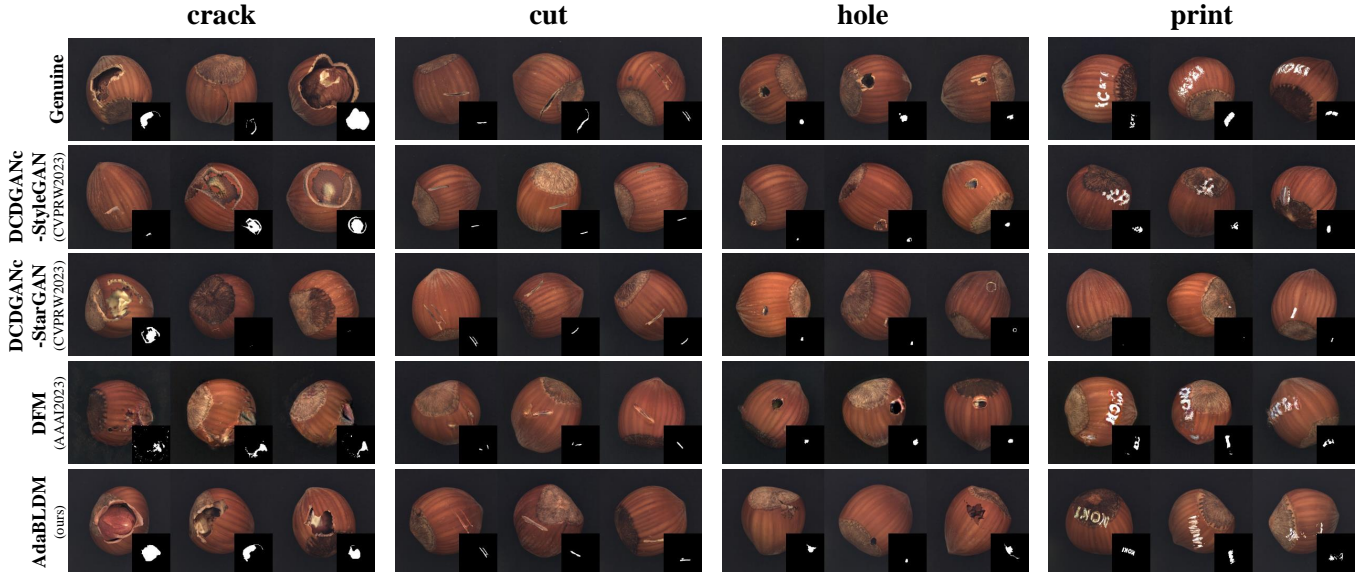 crack cut hole print
Genuine
DCDGANc
-StyleGAN
(CVPRW2023)
DCDGANc
-StarGAN
(CVPRW2023)
DFM
(AAAI2023)
AdaBLDM
(ours)